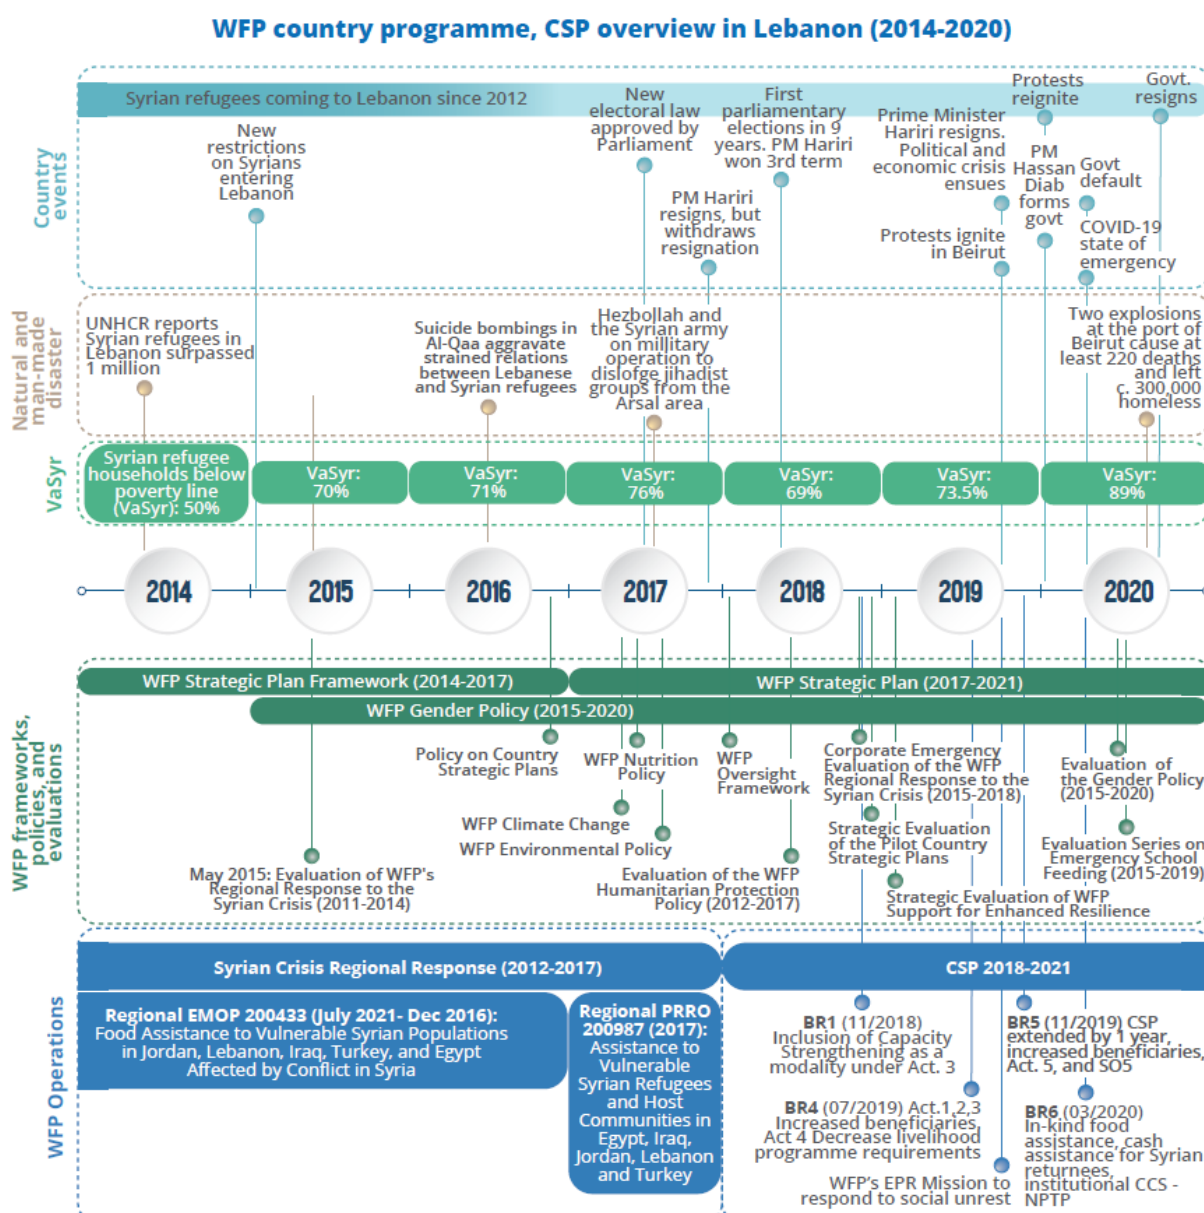 WFP country programme, CSP overview in Lebanon (2014-2020)
Country
events
Syrian refugees coming to Lebanon since 2012
New
restrictions
on Syrians
entering
Lebanon
New
electoral law
approved by
Parliament
PM Hariri
resigns, but
withdraws
resignation
First
parliamentary
elections in 9
years. PM Hariri
won 3rd term
Prime Minister
Hariri resigns.
Political and
economic crisis
ensues
Protests ignite
in Beirut
Protests
reignite
PM
Hassan
Diab
forms
govt
Govt
default
COVID-19
state of
emergency
Govt.
resigns
Natural and
man-made
disaster
UNHCR reports
Syrian refugees in
Lebanon surpassed
1 million
Suicide bombings in
Al-Qaa aggravate
strained relations
between Lebanese
and Syrian refugees
Hezbollah and
the Syrian army
on millitary
operation to
dislofge jihadist
groups from the
Arsal area
Two explosions
at the port of
Beirut cause at
least 220 deaths
and left
c. 300,000
homeless
VaSyr
Syrian refugee
households below
poverty line
(VaSyr): 50%
VaSyr:
70%
VaSyr:
71%
VaSyr:
76%
VaSyr:
69%
VaSyr:
73.5%
VaSyr:
89%
2014
2015
2016
2017
2018
2019
2020
WFP frameworks,
policies, and
evaluations
WFP Strategic Plan Framework (2014-2017)
WFP Strategic Plan (2017-2021)
WFP Gender Policy (2015-2020)
May 2015: Evaluation of WFP's
Regional Response to the
Syrian Crisis (2011-2014)
Policy on Country
Strategic Plans
WFP Climate Change
WFP Nutrition
Policy
WFP Environmental Policy
WFP
Oversight
Framework
Evaluation of the WFP
Humanitarian Protection
Policy (2012-2017)
Corporate Emergency
Evaluation of the WFP
Regional Response to the
Syrian Crisis (2015-2018)
Strategic Evaluation
of the Pilot Country
Strategic Plans
Strategic Evaluation of WFP
Support for Enhanced Resilience
Evaluation of
the Gender Policy
(2015-2020)
Evaluation Series on
Emergency School
Feeding (2015-2019)
WFP Operations
Syrian Crisis Regional Response (2012-2017)
CSP 2018-2021
Regional EMOP 200433 (July 2021- Dec 2016):
Food Assistance to Vulnerable Syrian Populations
in Jordan, Lebanon, Iraq, Turkey, and Egypt
Affected by Conflict in Syria
Regional PRRO
200987 (2017):
Assistance to
Vulnerable
Syrian Refugees
and Host
Communities in
Egypt, Iraq,
Jordan, Lebanon
and Turkey
BR1 (11/2018)
Inclusion of Capacity
Strengthening as a
modality under Act. 3
BR4 (07/2019) Act.1,2,3
Increased beneficiaries,
Act 4 Decrease livelihood
programme requirements
WFP's EPR Mission to
respond to social unrest
BR5 (11/2019) CSP
extended by 1 year,
increased beneficiaries,
Act. 5, and SO5
BR6 (03/2020)
In-kind food
assistance, cash
assistance for Syrian
returnees,
institutional CCS -
NPTP